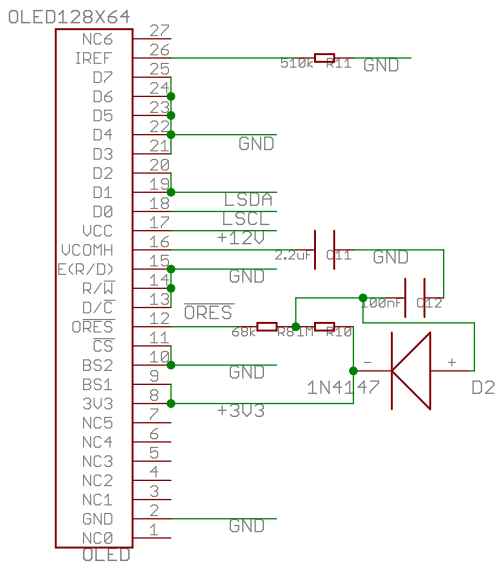 OLED128X64
NC6 27
IREF 26 510k R11 GND
D7 25
D6 24
D5 23
D4 22 GND
D3 21
D2 20
D1 19 LSDA
D0 18 LSCL
VCC 17 +12V
VCOMH 16 2.2uF C11 GND
E(R/D) 15 GND
R/W 14 100nF C12
D/C 13 ORES
ORES 12 68k R8 1M R10
CS 11
BS2 10 GND
BS1 9 1N4147 - + D2
3V3 8 +3V3
NC5 7
NC4 6
NC3 5
NC2 4
NC1 3
GND 2 GND
NC0 1
OLED